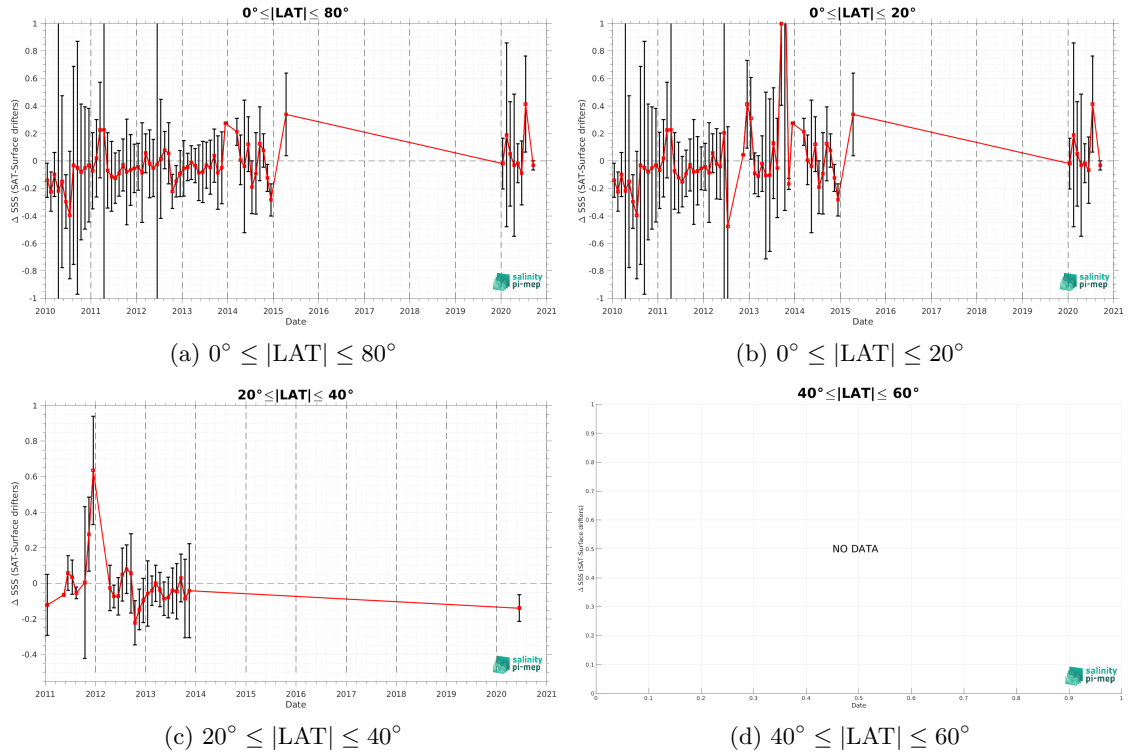 0°≤|LAT|≤ 80°
1
0.8
0.6
0.4
0.2
0
-0.2
-0.4
-0.6
-0.8
-1
Δ SSS (SAT-Surface drifters)
2010 2011 2012 2013 2014 2015 2016 2017 2018 2019 2020 2021
Date
salinity
pi-mep
(a) 0° ≤ |LAT| ≤ 80°
0°≤|LAT|≤ 20°
1
0.8
0.6
0.4
0.2
0
-0.2
-0.4
-0.6
-0.8
-1
Δ SSS (SAT-Surface drifters)
2010 2011 2012 2013 2014 2015 2016 2017 2018 2019 2020 2021
Date
salinity
pi-mep
(b) 0° ≤ |LAT| ≤ 20°
20°≤|LAT|≤ 40°
1
0.8
0.6
0.4
0.2
0
-0.2
-0.4
Δ SSS (SAT-Surface drifters)
2011 2012 2013 2014 2015 2016 2017 2018 2019 2020 2021
Date
salinity
pi-mep
(c) 20° ≤ |LAT| ≤ 40°
40°≤|LAT|≤ 60°
1
0.9
0.8
0.7
0.6
0.5
0.4
0.3
0.2
0.1
0
Δ SSS (SAT-Surface drifters)
NO DATA
0 0.1 0.2 0.3 0.4 0.5 0.6 0.7 0.8 0.9 1
Date
salinity
pi-mep
(d) 40° ≤ |LAT| ≤ 60°